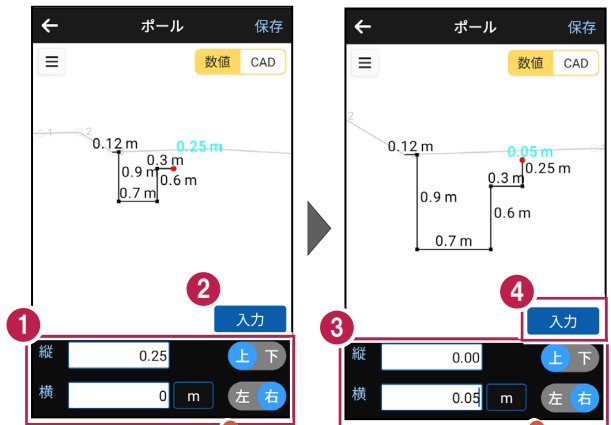 ポール
保存
数値 CAD
1 2
0.12 m
0.25 m
0.3 m
0.9 m
0.6 m
0.7 m
2
入力
1
縦 0.25 上 下
横 0 m 左 右
ポール
保存
数値 CAD
2
0.12 m
0.05 m
0.25 m
0.3 m
0.9 m
0.6 m
0.7 m
4
入力
3
縦 0.00 上 下
横 0.05 m 左 右